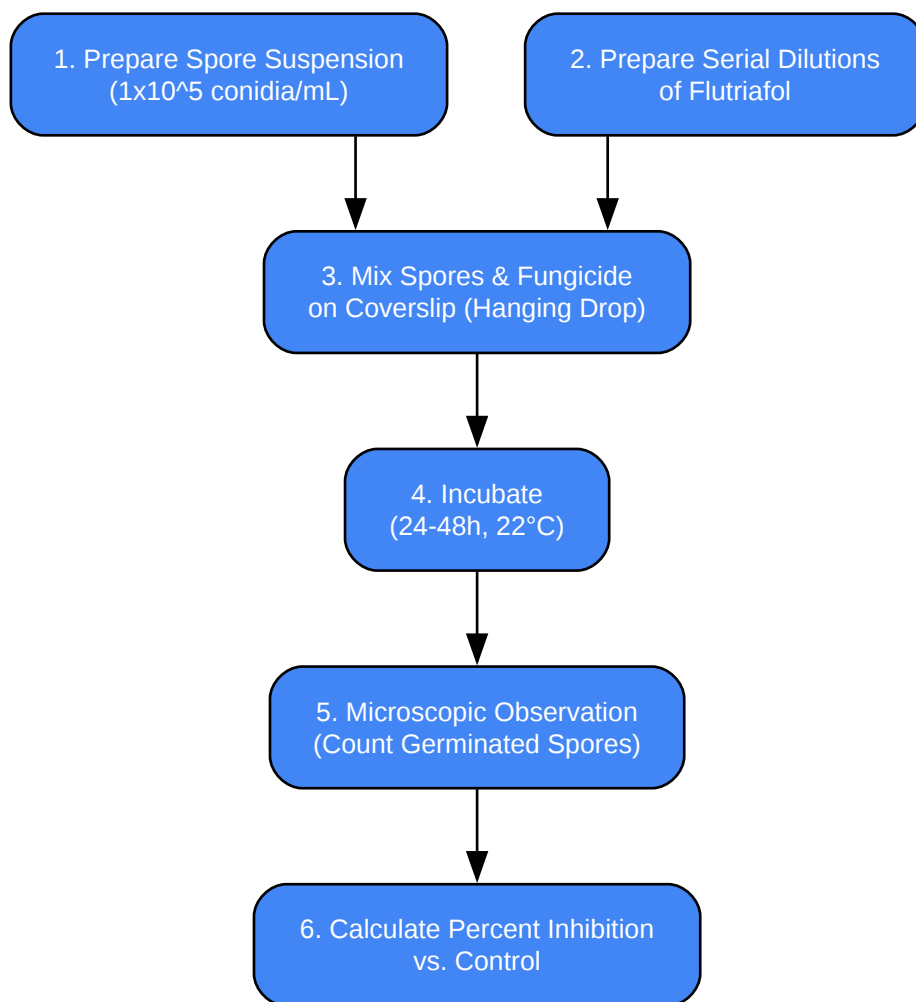 1. Prepare Spore Suspension
(1x10^5 conidia/mL)
2. Prepare Serial Dilutions
of Flutriafol
3. Mix Spores & Fungicide
on Coverslip (Hanging Drop)
4. Incubate
(24-48h, 22°C)
5. Microscopic Observation
(Count Germinated Spores)
6. Calculate Percent Inhibition
vs. Control